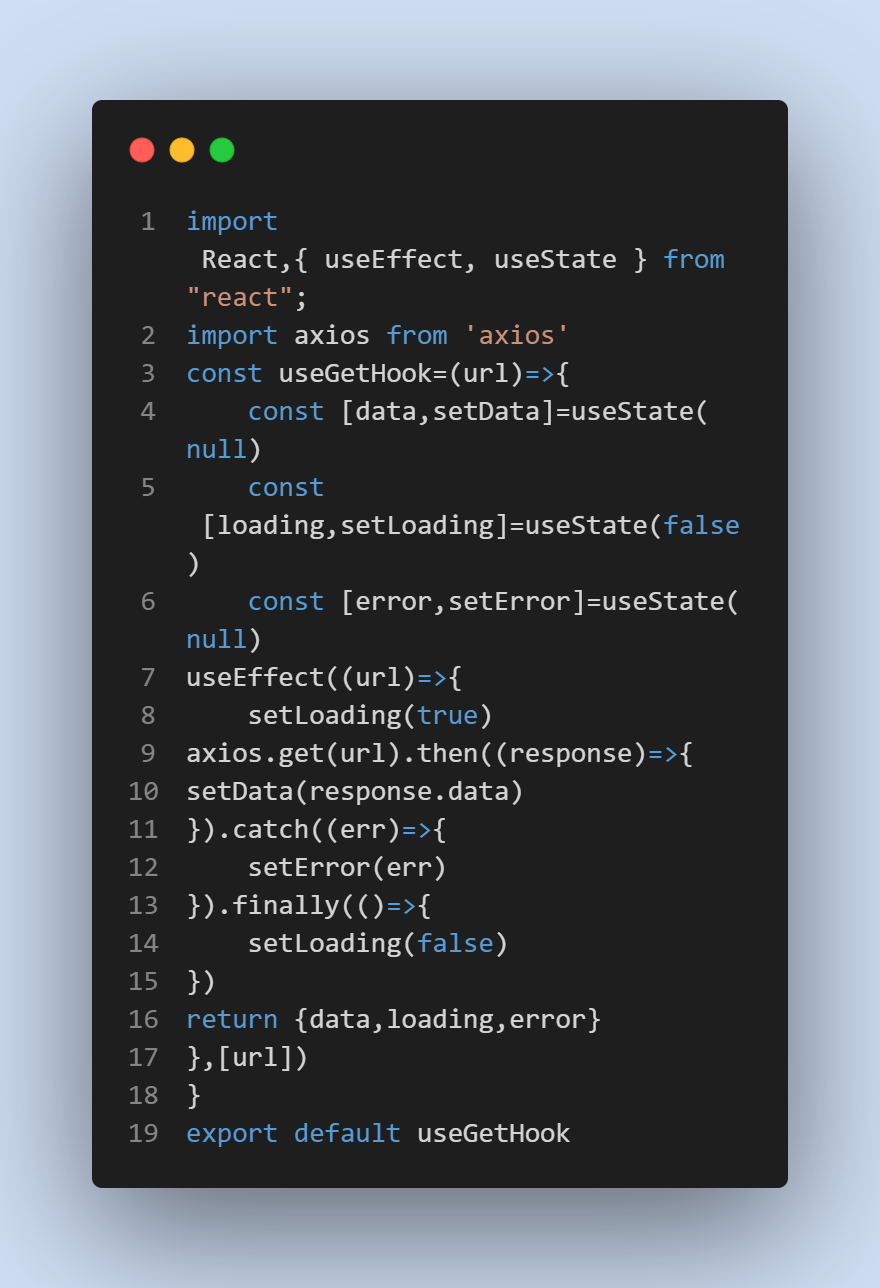 1 import
 React,{ useEffect, useState } from
"react";
2 import axios from 'axios'
3 const useGetHook=(url)=>{
4     const [data,setData]=useState(
null)
5     const
 [loading,setLoading]=useState(false
)
6     const [error,setError]=useState(
null)
7 useEffect((url)=>{
8     setLoading(true)
9 axios.get(url).then((response)=>{
10 setData(response.data)
11 }).catch((err)=>{
12     setError(err)
13 }).finally(()=>{
14     setLoading(false)
15 })
16 return {data,loading,error}
17 },[url])
18 }
19 export default useGetHook